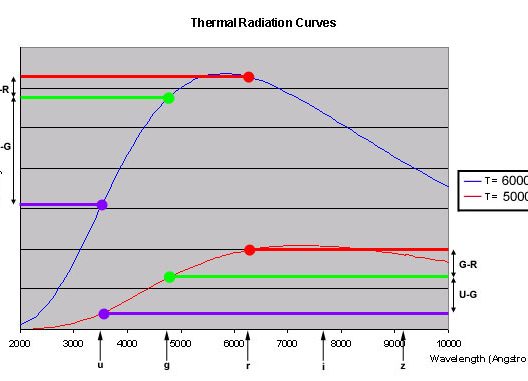 Thermal Radiation Curves
-R
-G
T= 6000
T= 5000
G-R
U-G
2000 3000 4000 5000 6000 7000 8000 9000 10000
Wavelength (Angstro
u g r i z